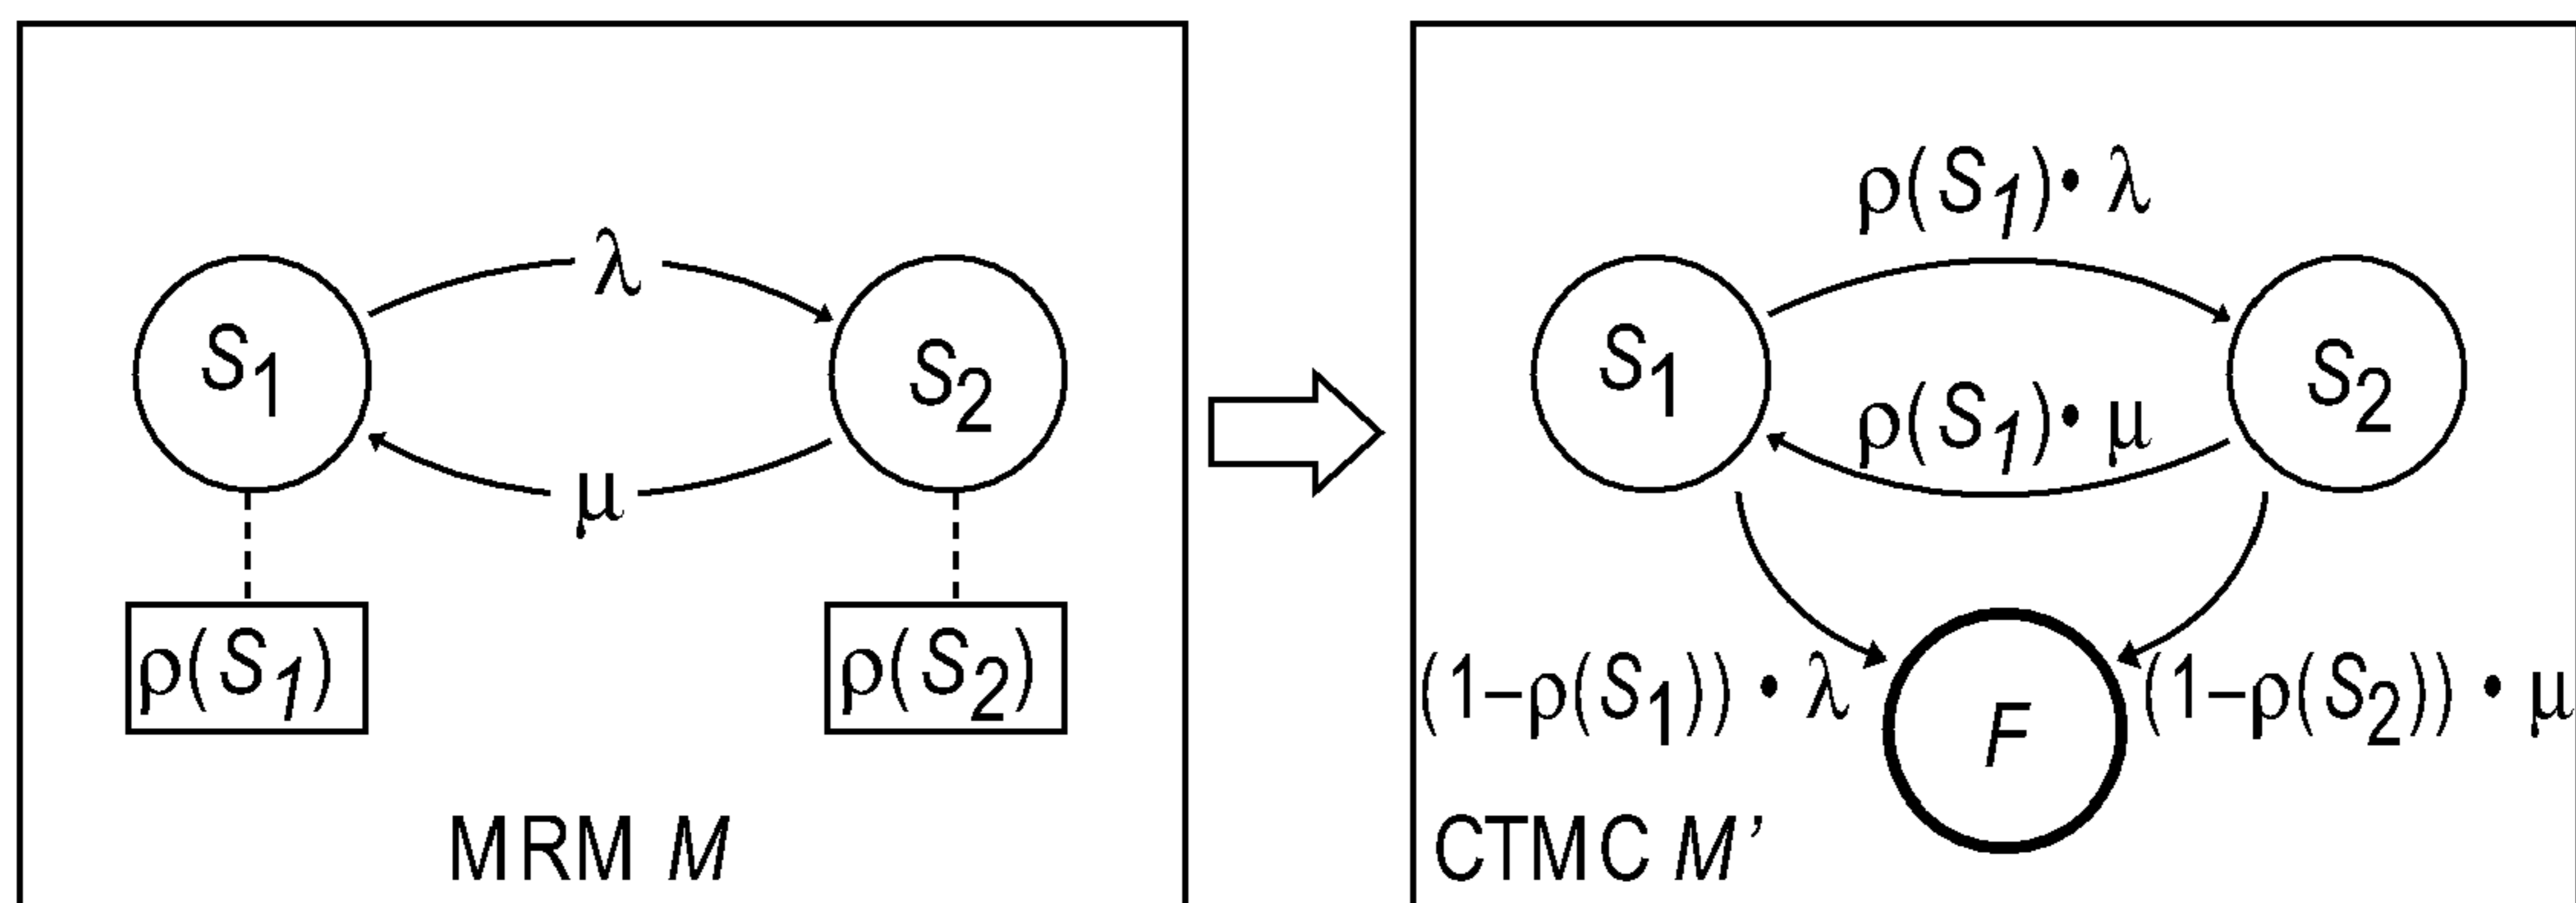 λ
S1
S2
μ
ρ(S1)
ρ(S2)
MRM M
ρ(S1)• λ
S1
S2
ρ(S1)• μ
(1–ρ(S1)) • λ
F
(1–ρ(S2)) • μ
CTMC M’